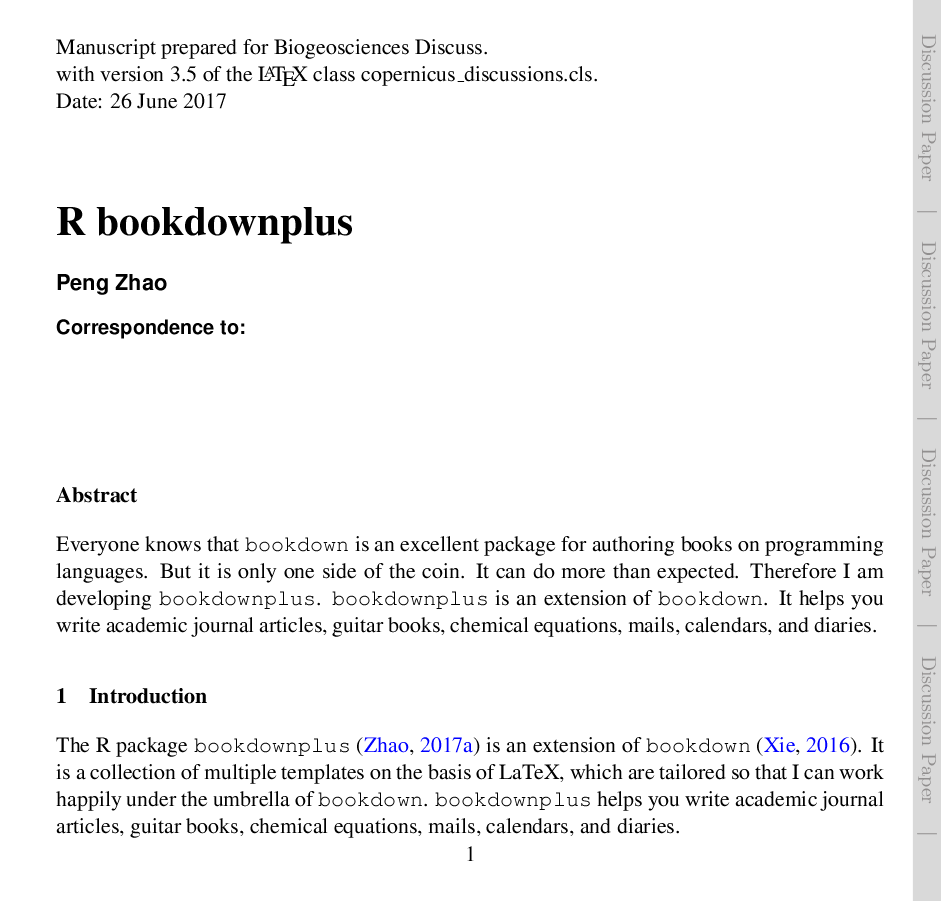 Manuscript prepared for Biogeosciences Discuss.
with version 3.5 of the LATEX class copernicus_discussions.cls.
Date: 26 June 2017
R bookdownplus
Peng Zhao
Correspondence to:
Abstract
Everyone knows that bookdown is an excellent package for authoring books on programming
languages. But it is only one side of the coin. It can do more than expected. Therefore I am
developing bookdownplus. bookdownplus is an extension of bookdown. It helps you
write academic journal articles, guitar books, chemical equations, mails, calendars, and diaries.
1 Introduction
The R package bookdownplus (Zhao, 2017a) is an extension of bookdown (Xie, 2016). It
is a collection of multiple templates on the basis of LaTeX, which are tailored so that I can work
happily under the umbrella of bookdown. bookdownplus helps you write academic journal
articles, guitar books, chemical equations, mails, calendars, and diaries.
1
Discussion Paper | Discussion Paper | Discussion Paper | Discussion Paper |